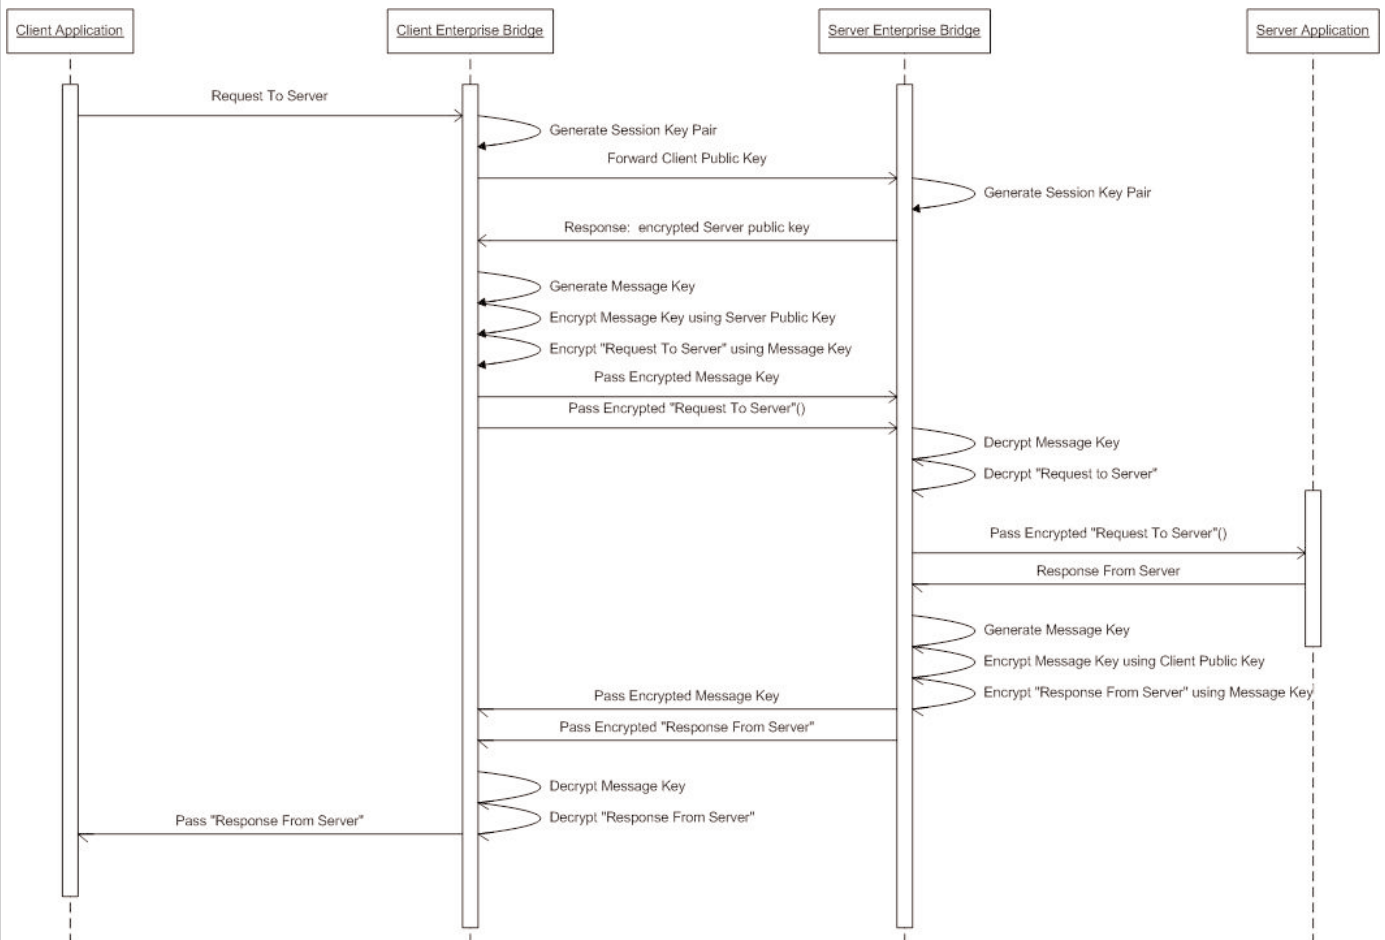 Client Application
Client Enterprise Bridge
Server Enterprise Bridge
Server Application
Request To Server
Generate Session Key Pair
Forward Client Public Key
Generate Session Key Pair
Response:  encrypted Server public key
Generate Message Key
Encrypt Message Key using Server Public Key
Encrypt "Request To Server" using Message Key
Pass Encrypted Message Key
Pass Encrypted "Request To Server"()
Decrypt Message Key
Decrypt "Request to Server"
Pass Encrypted "Request To Server"()
Response From Server
Generate Message Key
Encrypt Message Key using Client Public Key
Encrypt "Response From Server" using Message Key
Pass Encrypted Message Key
Pass Encrypted "Response From Server"
Decrypt Message Key
Decrypt "Response From Server"
Pass "Response From Server"